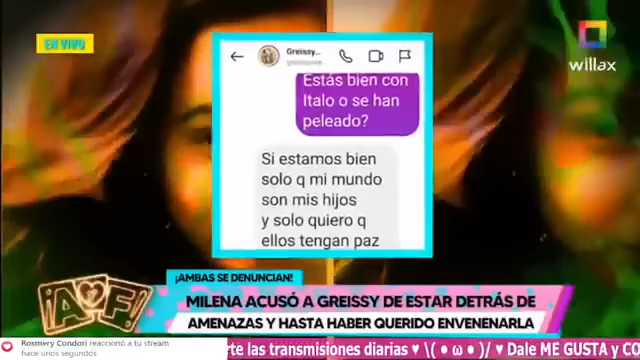 EN VIVO
willax
Greissy...
Estás bien con
Italo o se han
peleado?
Si estamos bien
solo q mi mundo
son mis hijos
y solo quiero q
ellos tengan paz
¡AMBAS SE DENUNCIAN!
¡A♥F!
MILENA ACUSÓ A GREISSY DE ESTAR DETRÁS DE
AMENAZAS Y HASTA HABER QUERIDO ENVENENARLA
Rosmery Condori reaccionó a tu stream
hace unos segundos
rte las transmisiones diarias ♥ \( ● ω ● )/ ♥ Dale ME GUSTA y CO